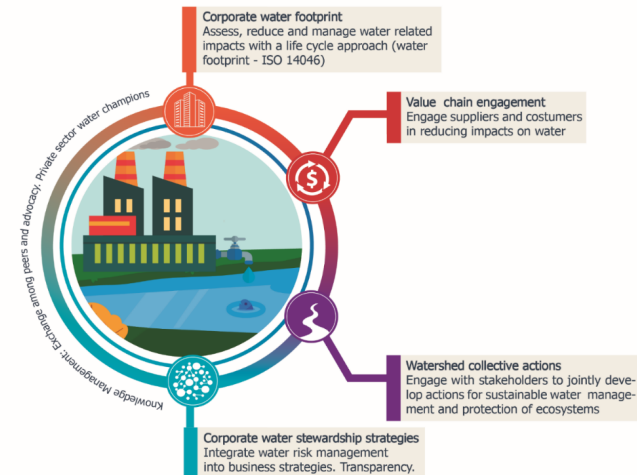 Corporate water footprint
Assess, reduce and manage water related
impacts with a life cycle approach (water
footprint - ISO 14046)
Value chain engagement
Engage suppliers and costumers
in reducing impacts on water
$
Watershed collective actions
Engage with stakeholders to jointly deve-
lop actions for sustainable water manage-
ment and protection of ecosystems
Corporate water stewardship strategies
Integrate water risk management
into business strategies. Transparency.
Knowledge Management: Exchange among peers and advocacy. Private sector water champions